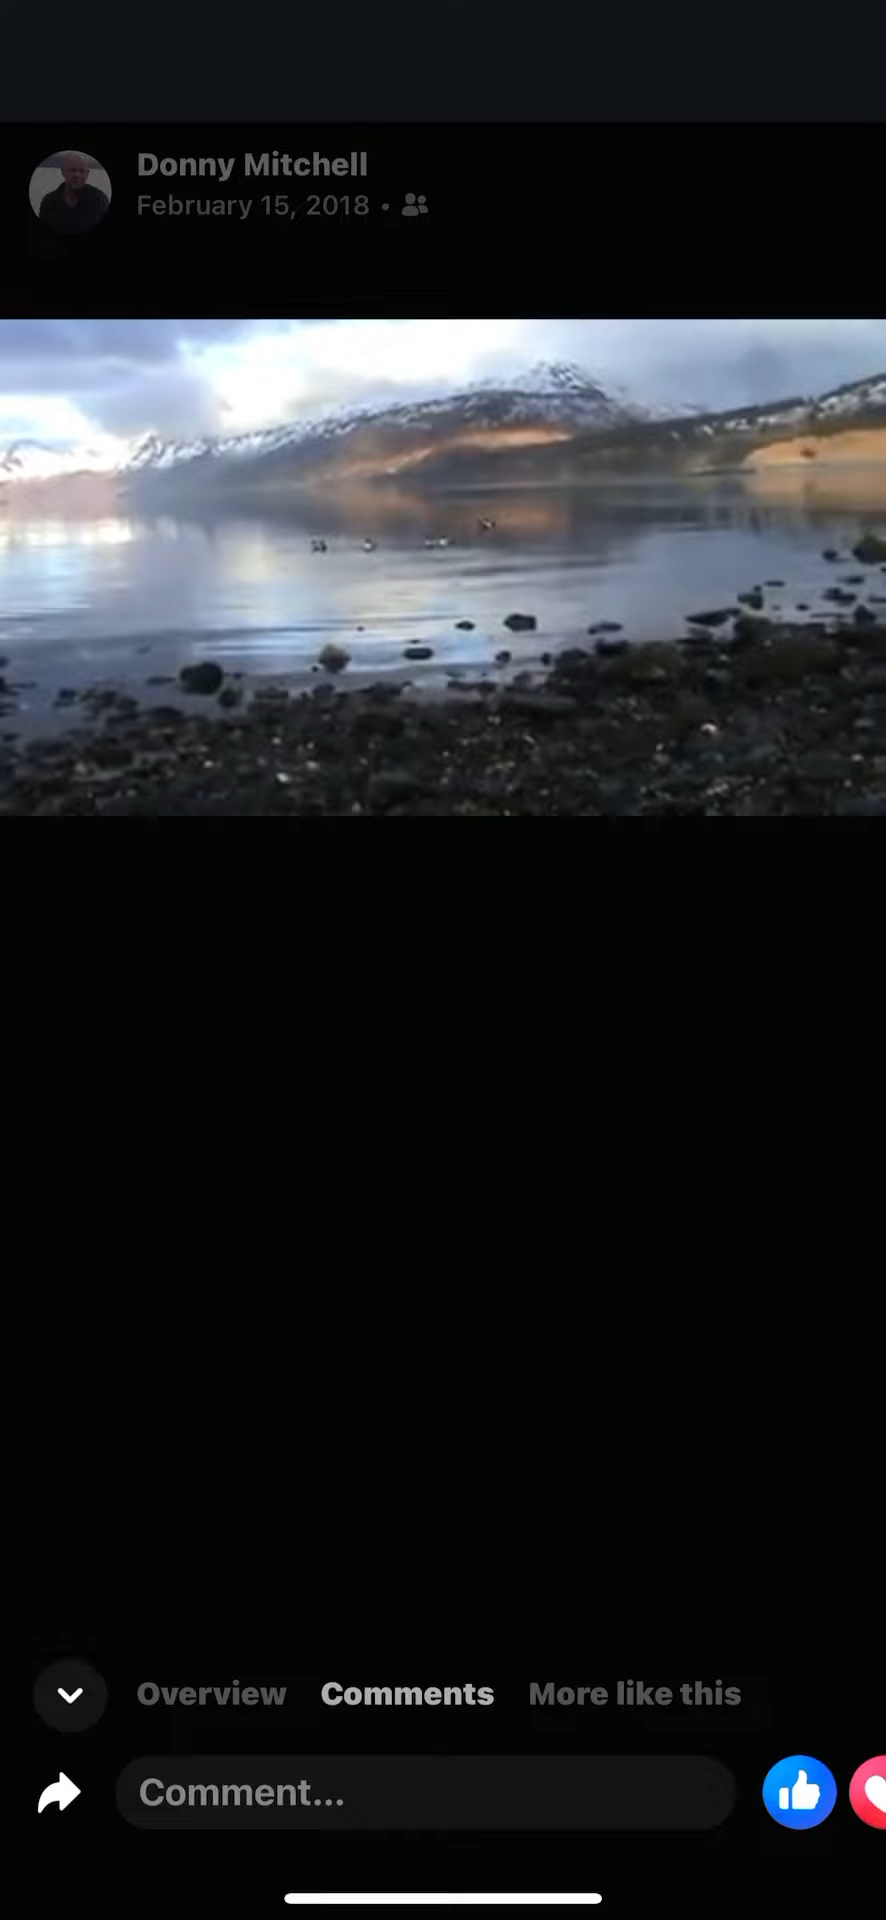 Donny Mitchell
February 15, 2018 •
Overview Comments More like this
Comment...